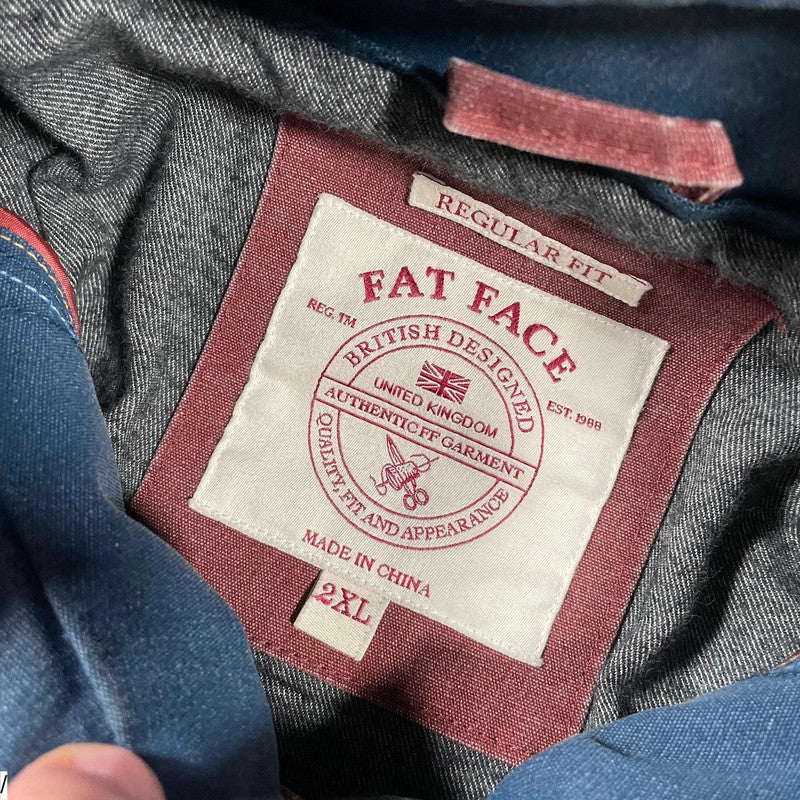 REGULAR FIT
FAT FACE
REG. TM
EST. 1988
BRITISH DESIGNED
UNITED KINGDOM
AUTHENTIC FF GARMENT
QUALITY, FIT AND APPEARANCE
MADE IN CHINA
2XL
/